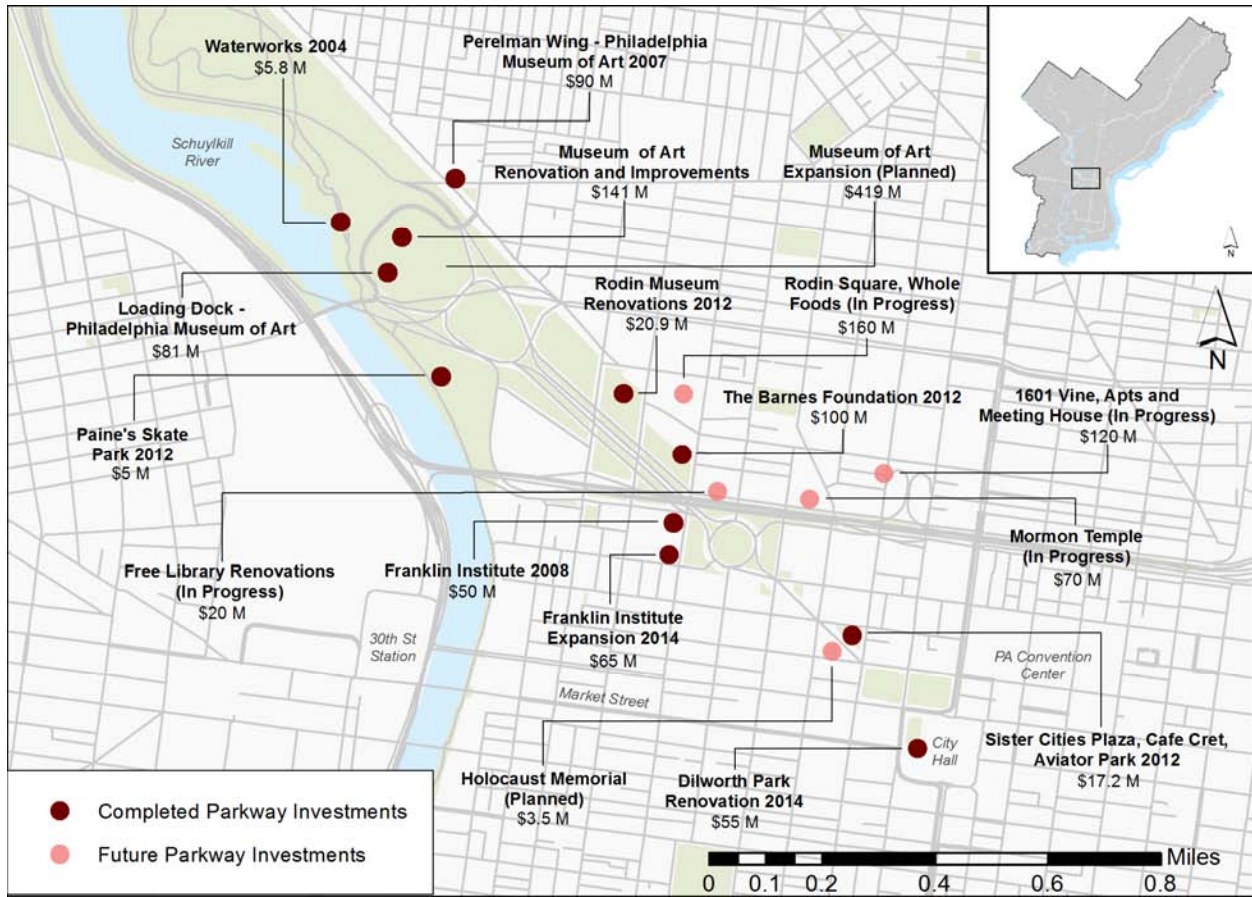 Waterworks 2004
$5.8 M
Perelman Wing - Philadelphia
Museum of Art 2007
$90 M
Schuylkill
River
Museum of Art
Renovation and Improvements
$141 M
Museum of Art
Expansion (Planned)
$419 M
N
N
Loading Dock -
Philadelphia Museum of Art
$81 M
Rodin Museum
Renovations 2012
$20.9 M
Rodin Square, Whole
Foods (In Progress)
$160 M
Paine's Skate
Park 2012
$5 M
The Barnes Foundation 2012
$100 M
1601 Vine, Apts and
Meeting House (In Progress)
$120 M
Free Library Renovations
(In Progress)
$20 M
Franklin Institute 2008
$50 M
Mormon Temple
(In Progress)
$70 M
Franklin Institute
Expansion 2014
$65 M
30th St
Station
PA Convention
Center
Market Street
City
Hall
Holocaust Memorial
(Planned)
$3.5 M
Dilworth Park
Renovation 2014
$55 M
Sister Cities Plaza, Cafe Cret,
Aviator Park 2012
$17.2 M
Completed Parkway Investments
Future Parkway Investments
Miles
0 0.1 0.2 0.4 0.6 0.8